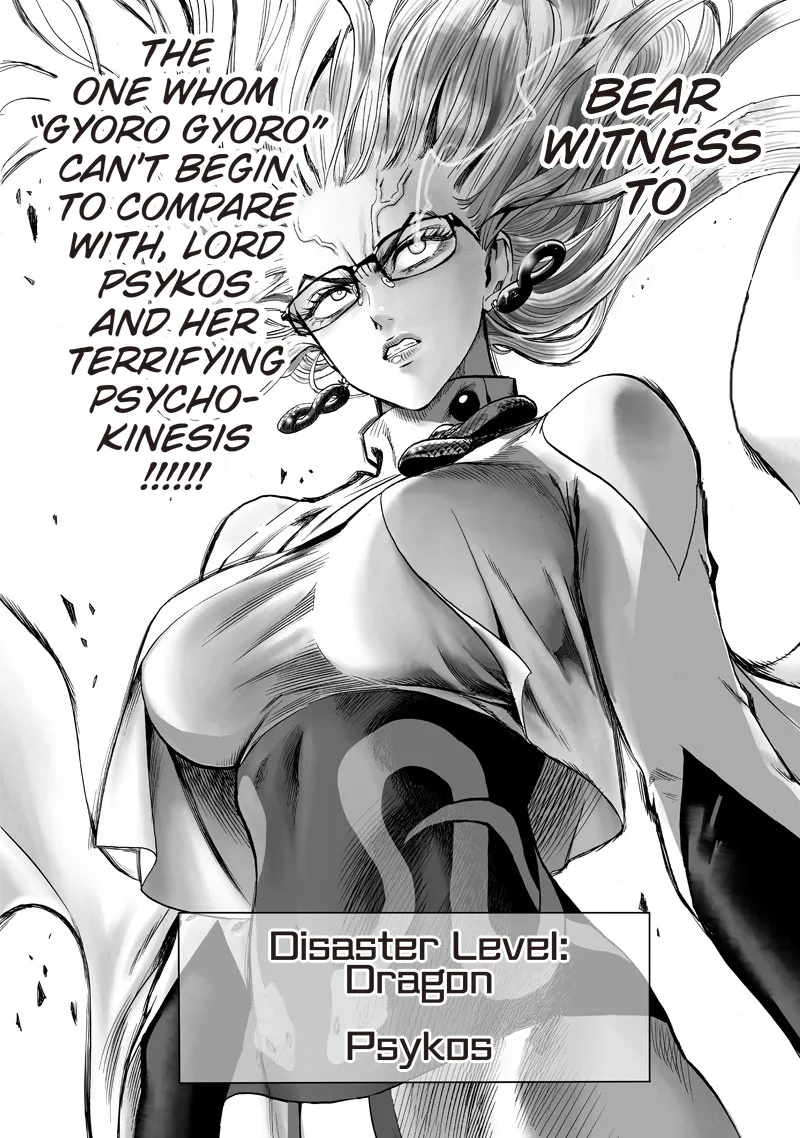 BEAR
WITNESS
TO
THE
ONE WHOM
“GYORO GYORO”
CAN'T BEGIN
TO COMPARE
WITH, LORD
PSYKOS
AND HER
TERRIFYING
PSYCHO-
KINESIS
!!!!!!
Disaster Level:
Dragon
Psykos